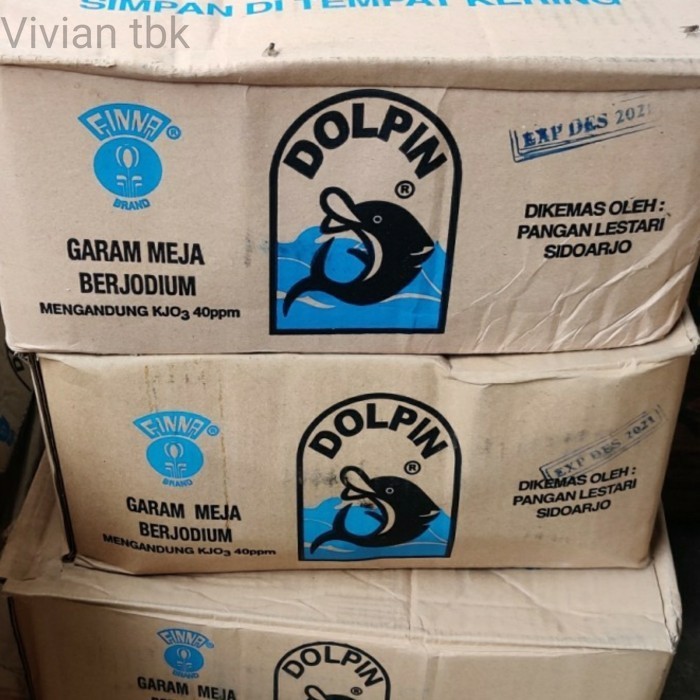 SIMPAN DI TEMPAT KERING
Vivian tbk
FINNA ®
BRAND
GARAM MEJA
BERJODIUM
MENGANDUNG KJO3 40ppm
DOLPIN
®
EXP DES 2021
DIKEMAS OLEH :
PANGAN LESTARI
SIDOARJO
FINNA ®
BRAND
GARAM MEJA
BERJODIUM
MENGANDUNG KJO3 40ppm
DOLPIN
®
EXP DES 2021
DIKEMAS OLEH :
PANGAN LESTARI
SIDOARJO
FINNA ®
BRAND
GARAM MEJA
DOLPIN